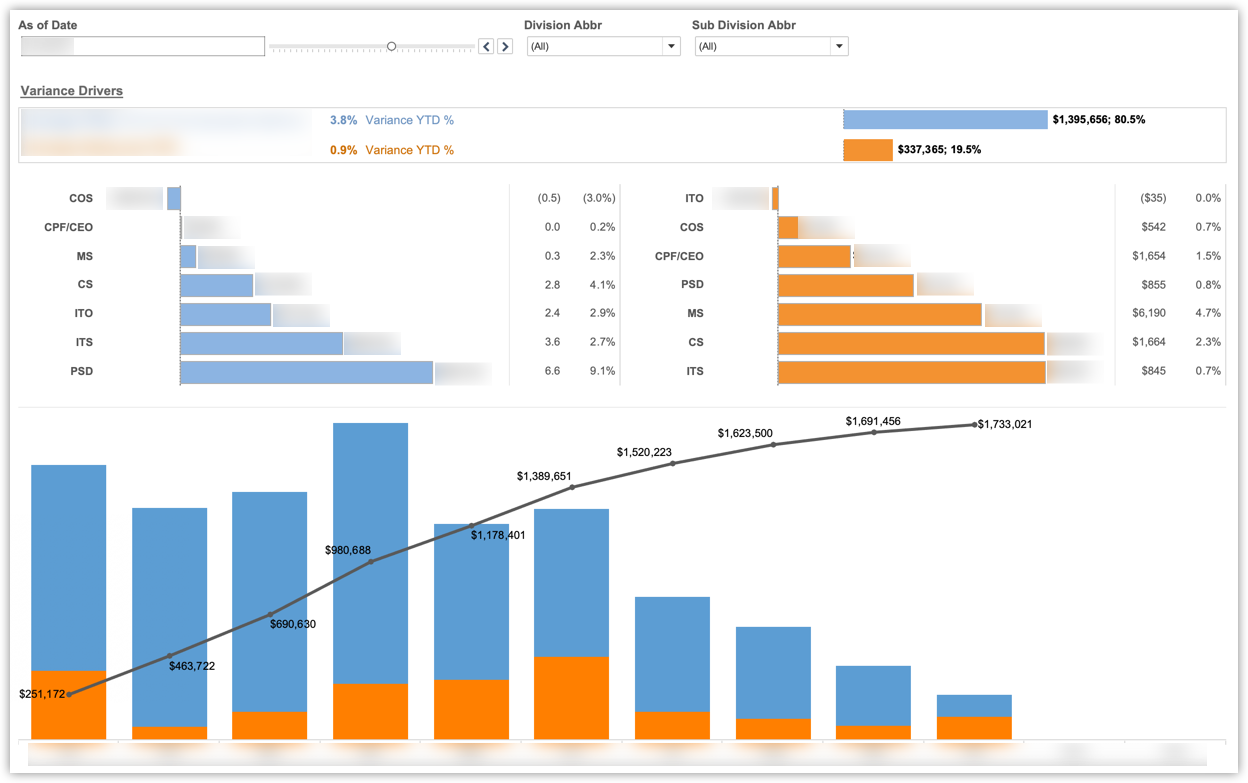 As of Date Division Abbr Sub Division Abbr
(All) (All)
Variance Drivers
3.8% Variance YTD % $1,395,656; 80.5%
0.9% Variance YTD % $337,365; 19.5%
COS (0.5) (3.0%) ITO ($35) 0.0%
CPF/CEO 0.0 0.2% COS $542 0.7%
MS 0.3 2.3% CPF/CEO $1,654 1.5%
CS 2.8 4.1% PSD $855 0.8%
ITO 2.4 2.9% MS $6,190 4.7%
ITS 3.6 2.7% CS $1,664 2.3%
PSD 6.6 9.1% ITS $845 0.7%
$251,172
$463,722
$690,630
$980,688
$1,178,401
$1,389,651
$1,520,223
$1,623,500
$1,691,456
$1,733,021